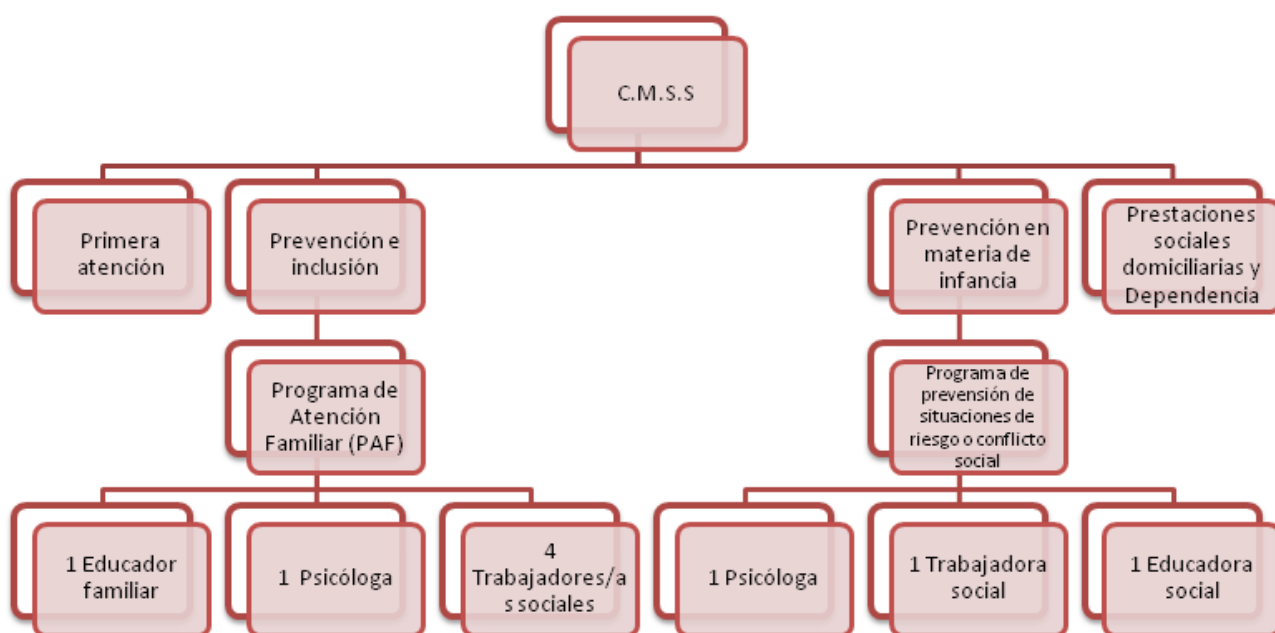 C.M.S.S
Primera
atención
Prevención e
inclusión
Prevención en
materia de
infancia
Prestaciones
sociales
domiciliarias y
Dependencia
Programa de
Atención
Familiar (PAF)
Programa de
prevensión de
situaciones de
riesgo o conflicto
social
1 Educador
familiar
1 Psicóloga
4
Trabajadores/a
s sociales
1 Psicóloga
1 Trabajadora
social
1 Educadora
social